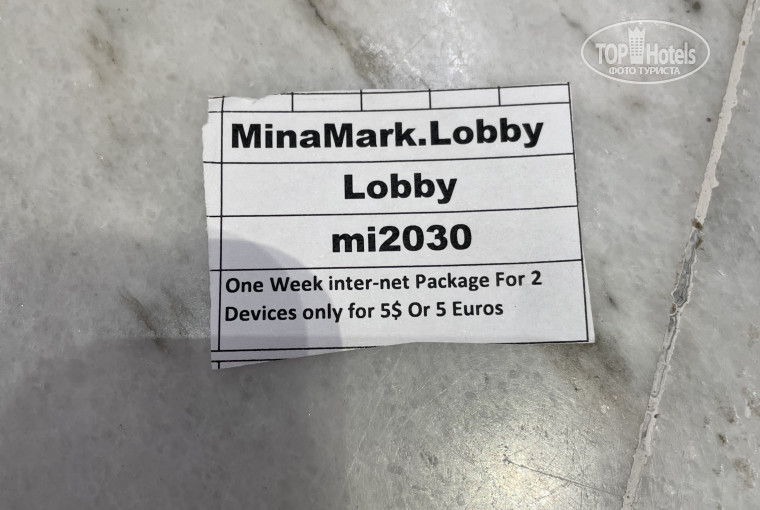 TOP Hotels
ФОТО ТУРИСТА
MinaMark.Lobby
Lobby
mi2030
One Week inter-net Package For 2
Devices only for 5$ Or 5 Euros